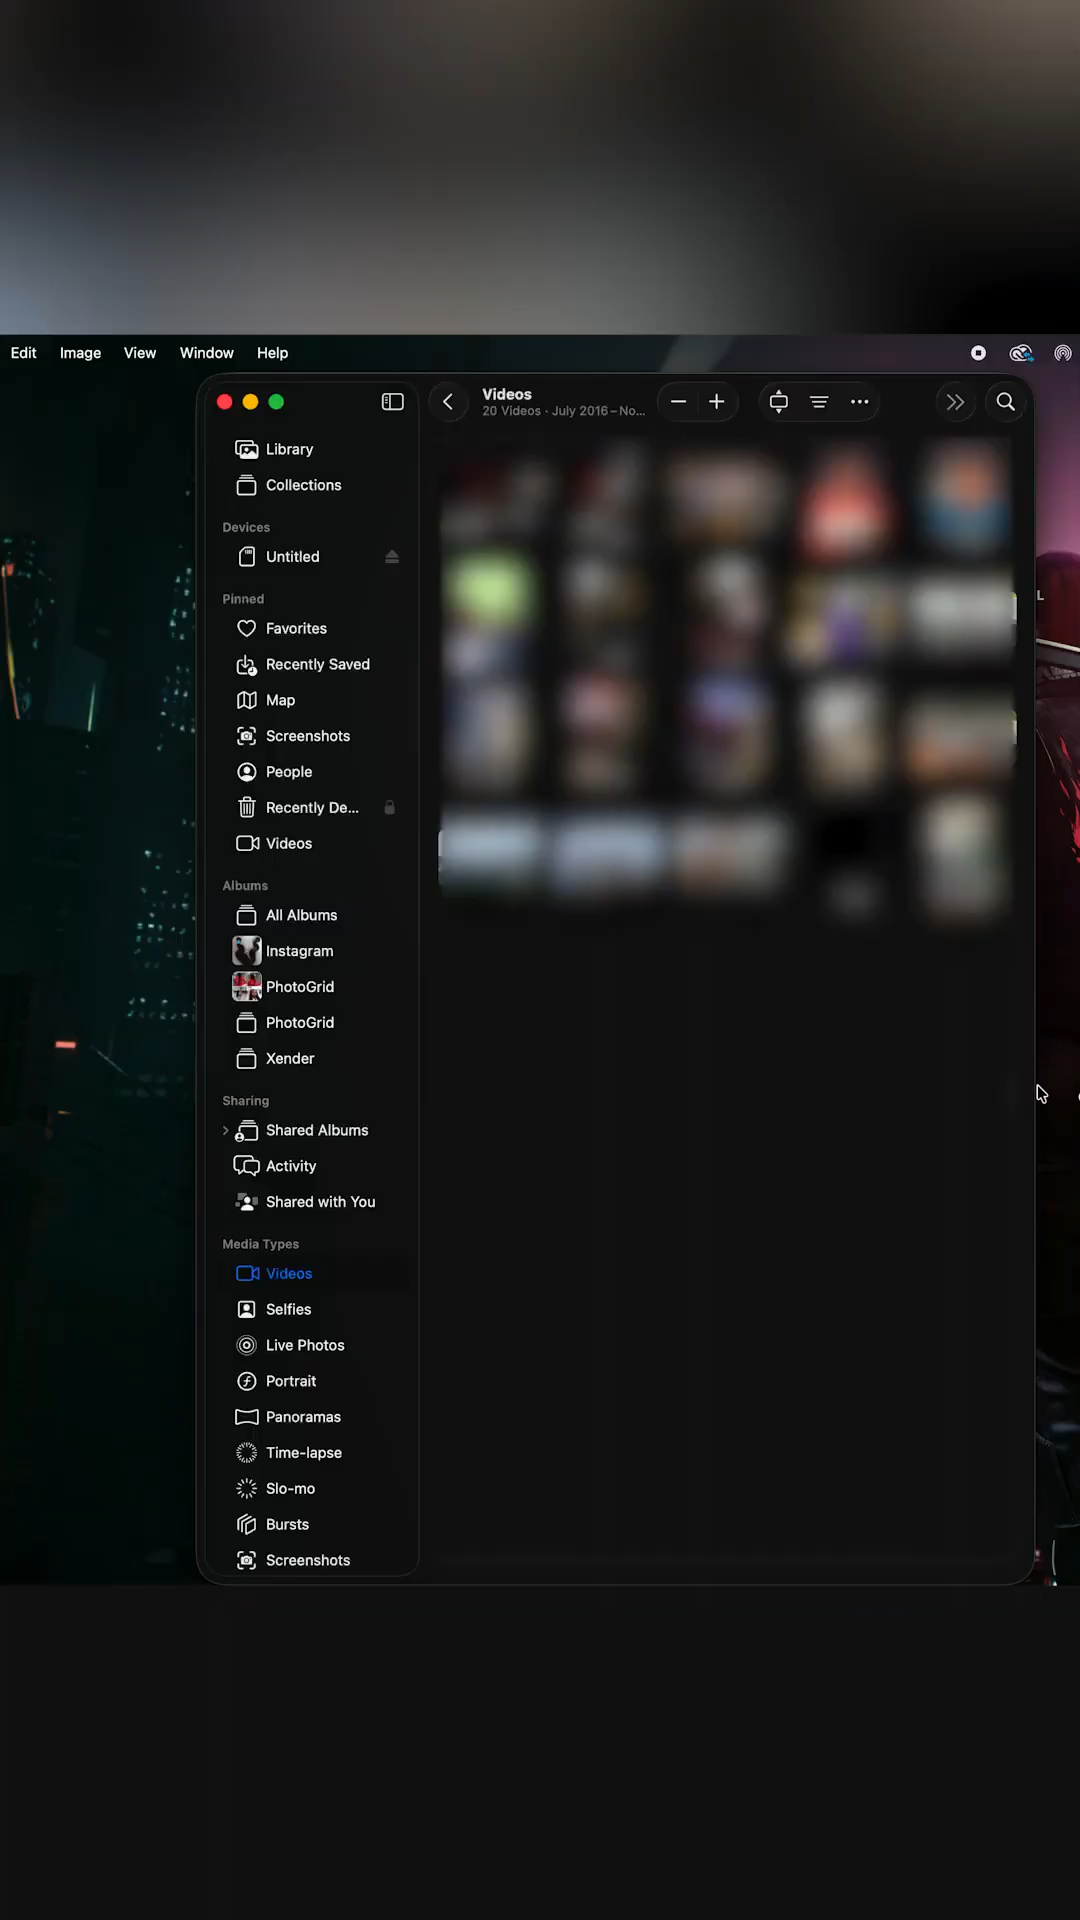 Edit Image View Window Help
Videos
20 Videos · July 2016 – No...
Library
Collections
Devices
Untitled
Pinned
Favorites
Recently Saved
Map
Screenshots
People
Recently De...
Videos
Albums
All Albums
Instagram
PhotoGrid
PhotoGrid
Xender
Sharing
Shared Albums
Activity
Shared with You
Media Types
Videos
Selfies
Live Photos
Portrait
Panoramas
Time-lapse
Slo-mo
Bursts
Screenshots
L